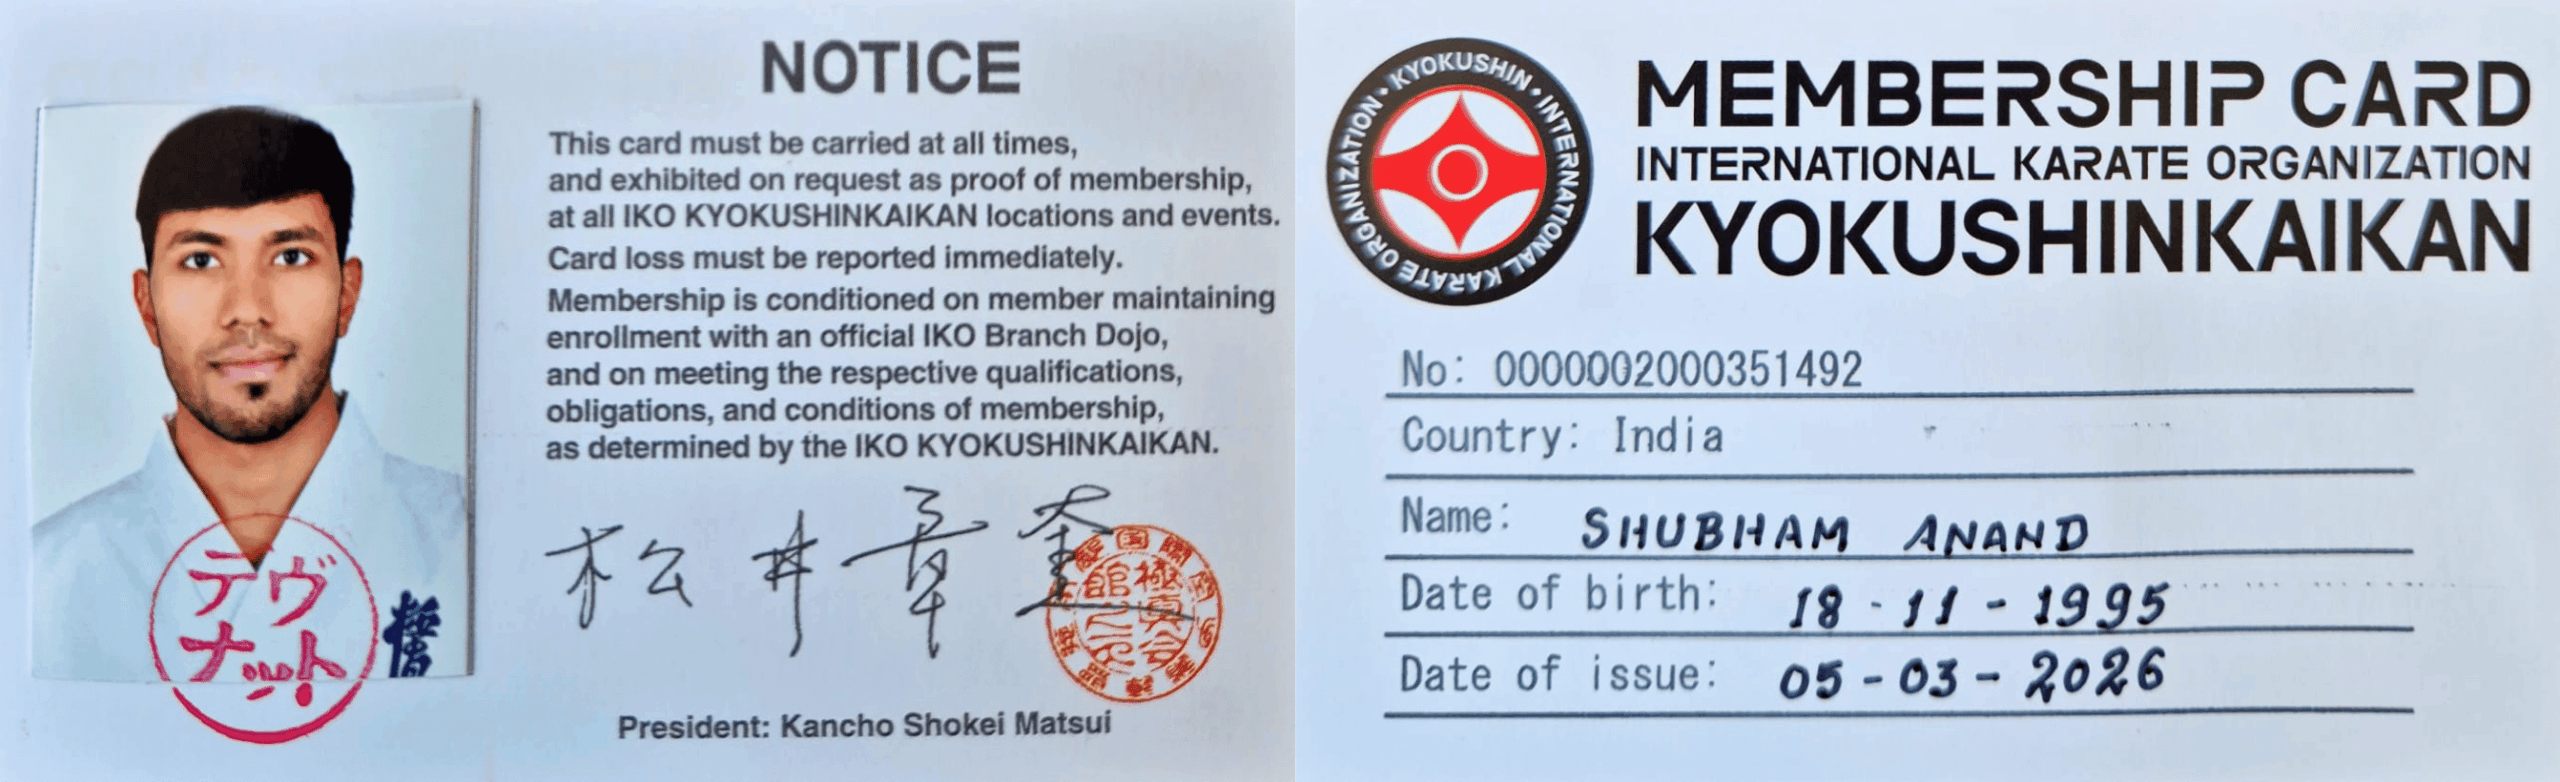 NOTICE
This card must be carried at all times,
and exhibited on request as proof of membership,
at all IKO KYOKUSHINKAIKAN locations and events.
Card loss must be reported immediately.
Membership is conditioned on member maintaining
enrollment with an official IKO Branch Dojo,
and on meeting the respective qualifications,
obligations, and conditions of membership,
as determined by the IKO KYOKUSHINKAIKAN.
松井章奎
デヴ
ナット
President: Kancho Shokei Matsui
KYOKUSHIN • INTERNATIONAL KARATE ORGANIZATION •
MEMBERSHIP CARD
INTERNATIONAL KARATE ORGANIZATION
KYOKUSHINKAIKAN
No: 0000002000351492
Country: India
Name: SHUBHAM ANAND
Date of birth: 18-11-1995
Date of issue: 05-03-2026